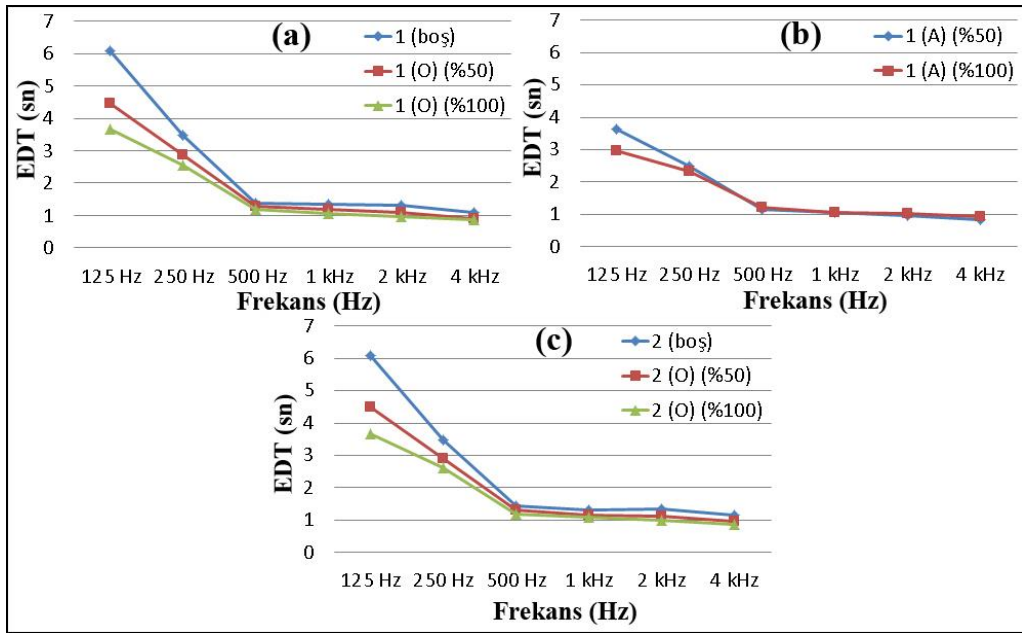 (a)
EDT (sn)
7
6
5
4
3
2
1
0
1 (boş)
1 (O) (%50)
1 (O) (%100)
125 Hz 250 Hz 500 Hz 1 kHz 2 kHz 4 kHz
Frekans (Hz)
(b)
EDT (sn)
7
6
5
4
3
2
1
0
1 (A) (%50)
1 (A) (%100)
125 Hz 250 Hz 500 Hz 1 kHz 2 kHz 4 kHz
Frekans (Hz)
(c)
EDT (sn)
7
6
5
4
3
2
1
0
2 (boş)
2 (O) (%50)
2 (O) (%100)
125 Hz 250 Hz 500 Hz 1 kHz 2 kHz 4 kHz
Frekans (Hz)